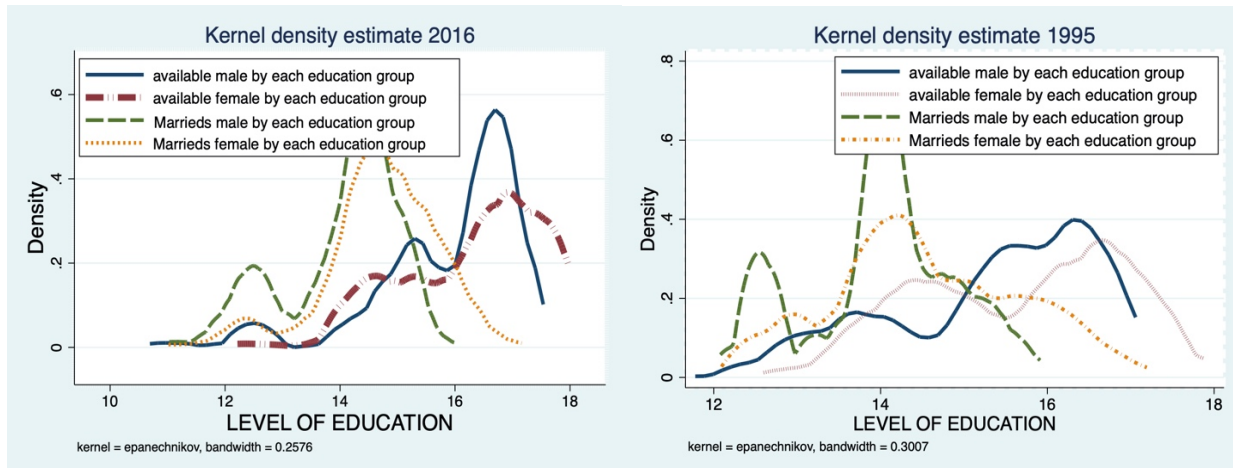 Kernel density estimate 2016
available male by each education group
available female by each education group
Marrieds male by each education group
Marrieds female by each education group
Density
.6
.4
.2
0
10
12
14
16
18
LEVEL OF EDUCATION
kernel = epanechnikov, bandwidth = 0.2576
Kernel density estimate 1995
available male by each education group
available female by each education group
Marrieds male by each education group
Marrieds female by each education group
Density
.8
.6
.4
.2
0
12
14
16
18
LEVEL OF EDUCATION
kernel = epanechnikov, bandwidth = 0.3007